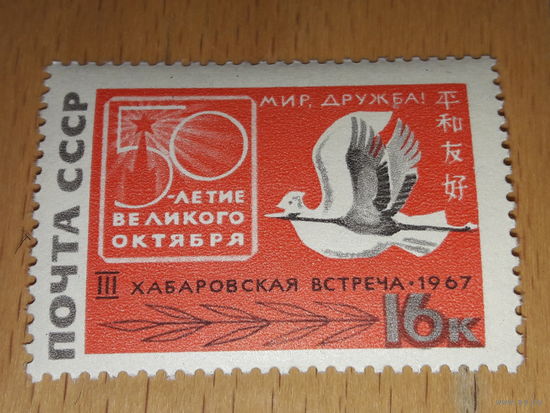 ПОЧТА СССР
50
-ЛЕТИЕ
ВЕЛИКОГО
ОКТЯБРЯ
МИР, ДРУЖБА!
平和友好
III ХАБАРОВСКАЯ ВСТРЕЧА·1967
16к